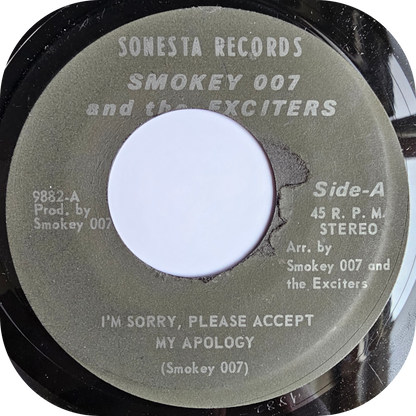 SONESTA RECORDS
SMOKEY 007
and the EXCITERS
9882-A
Prod. by
Smokey 007
Side-A
45 R. P. M.
STEREO
Arr. by
Smokey 007 and
the Exciters
I'M SORRY, PLEASE ACCEPT
MY APOLOGY
(Smokey 007)